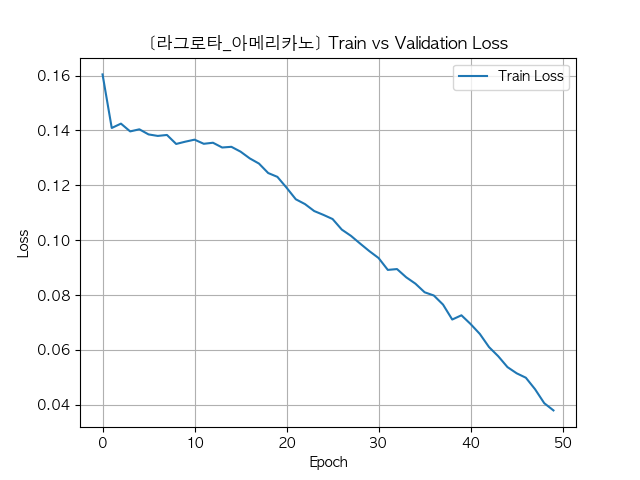 [라그로타_아메리카노] Train vs Validation Loss
Train Loss
Loss
0.16
0.14
0.12
0.10
0.08
0.06
0.04
0 10 20 30 40 50
Epoch